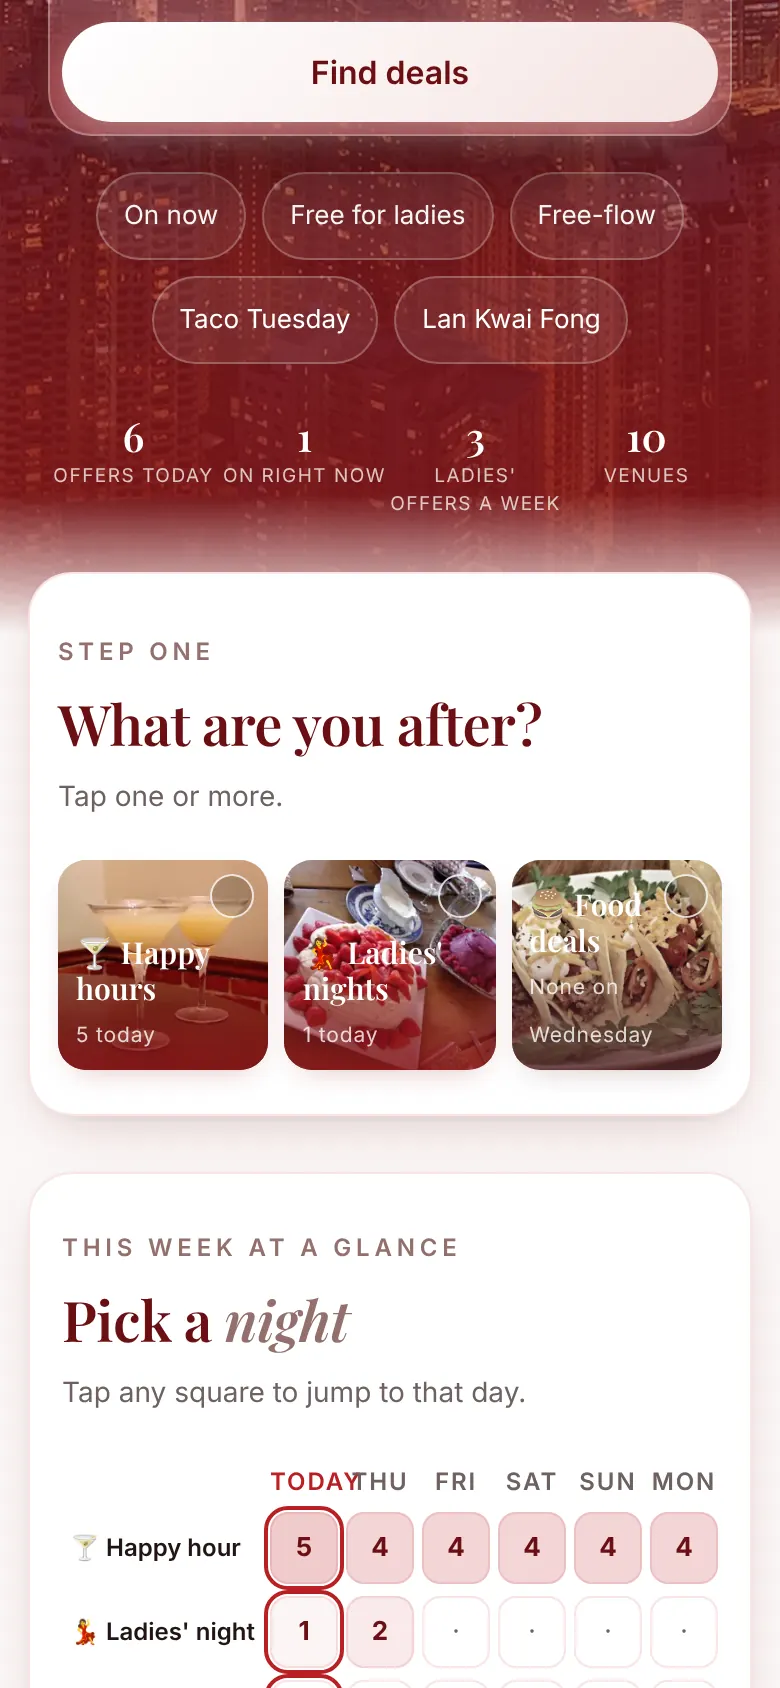 Find deals
On now
Free for ladies
Free-flow
Taco Tuesday
Lan Kwai Fong
6
OFFERS TODAY
1
ON RIGHT NOW
3
LADIES'
OFFERS A WEEK
10
VENUES
STEP ONE
What are you after?
Tap one or more.
🍸 Happy
hours
5 today
💃 Ladies'
nights
1 today
🍔 Food
deals
None on
Wednesday
THIS WEEK AT A GLANCE
Pick a night
Tap any square to jump to that day.
TODAY THU FRI SAT SUN MON
🍸 Happy hour 5 4 4 4 4 4
💃 Ladies' night 1 2 · · · ·